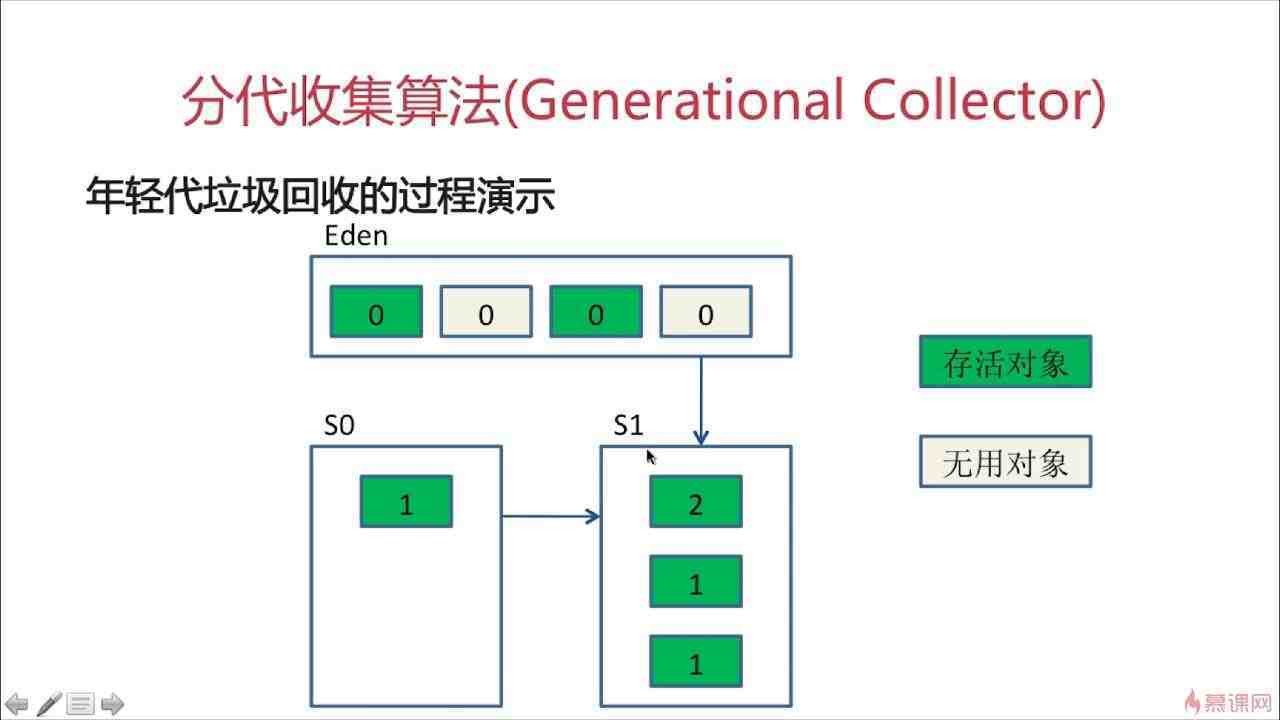 分代收集算法(Generational Collector)
年轻代垃圾回收的过程演示
Eden
0 0 0 0
存活对象
S0 S1
无用对象
1 2
1
1
慕课网